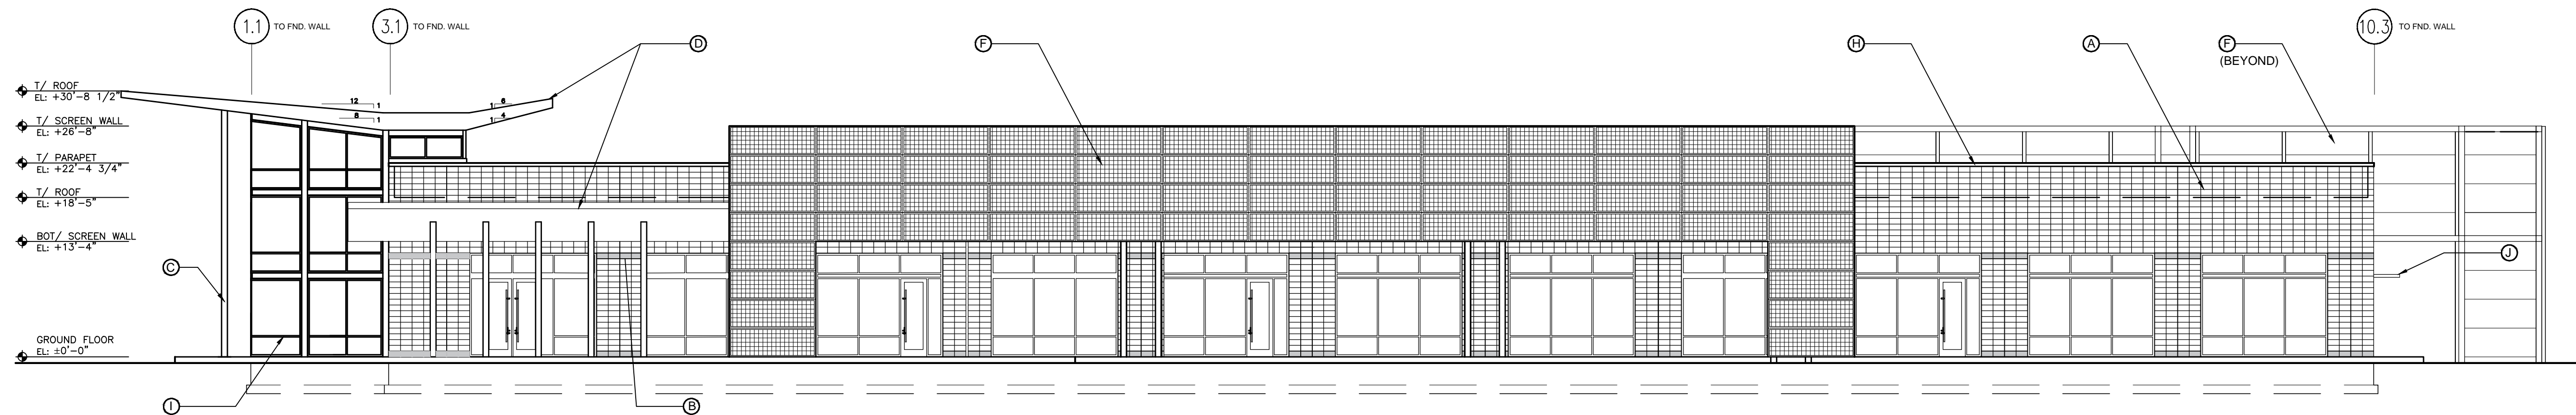 1.1 TO FND. WALL
3.1 TO FND. WALL
10.3 TO FND. WALL
D
F
H
A
F
(BEYOND)
T/ ROOF
EL: +30'-8 1/2"
12
1
8
1
6
1
4
1
T/ SCREEN WALL
EL: +26'-8"
T/ PARAPET
EL: +22'-4 3/4"
T/ ROOF
EL: +18'-5"
BOT/ SCREEN WALL
EL: +13'-4"
C
J
GROUND FLOOR
EL: ±0'-0"
I
B